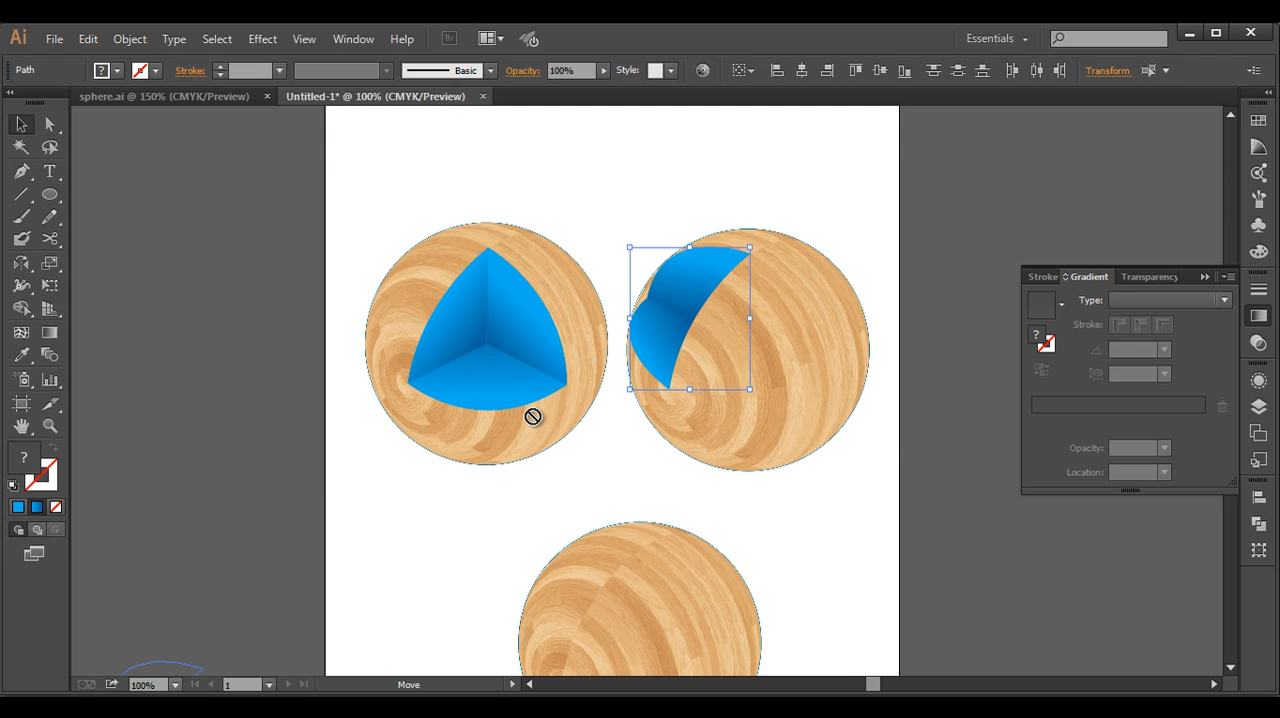 Ai File Edit Object Type Select Effect View Window Help Br Essentials
Path ? Stroke: Basic Opacity: 100% Style: Transform
sphere.ai @ 150% (CMYK/Preview) × Untitled-1* @ 100% (CMYK/Preview) ×
T
Stroke Gradient Transparency
Type:
Stroke:
?
?
Opacity:
Location:
100% 1 Move